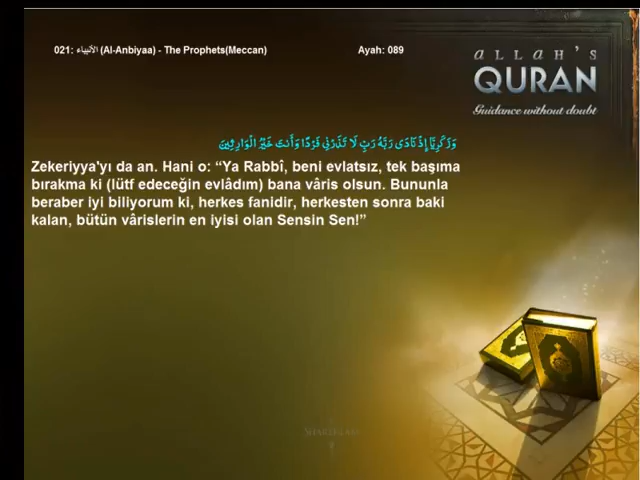 021: الأنبياء (Al-Anbiyaa) - The Prophets(Meccan) Ayah: 089
ALLAH'S
QURAN
Guidance without doubt
وَزَكَرِيَّا إِذْ نَادَى رَبَّهُ رَبِّ لَا تَذَرْنِي فَرْدًا وَأَنتَ خَيْرُ الْوَارِثِينَ
Zekeriyya'yı da an. Hani o: “Ya Rabbî, beni evlatsız, tek başıma
bırakma ki (lütf edeceğin evlâdım) bana vâris olsun. Bununla
beraber iyi biliyorum ki, herkes fanidir, herkesten sonra baki
kalan, bütün vârislerin en iyisi olan Sensin Sen!”